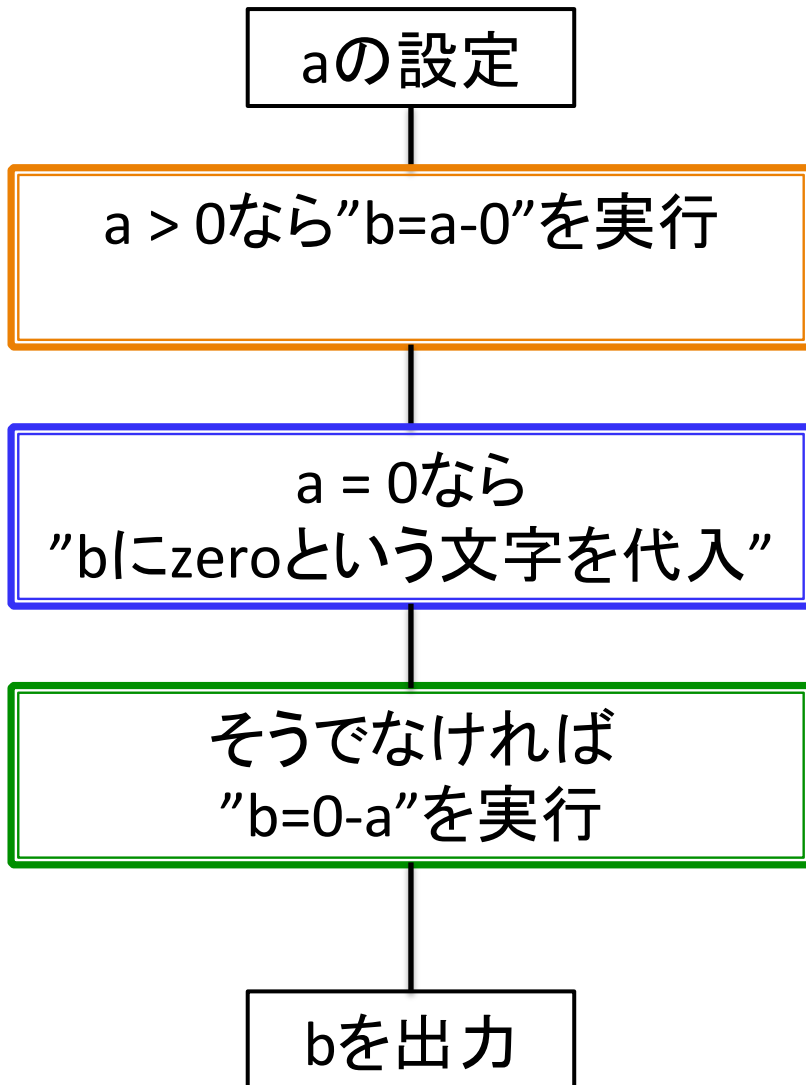 aの設定
a > 0なら”b=a-0”を実行
a = 0なら
”bにzeroという文字を代入”
そうでなければ
”b=0-a”を実行
bを出力